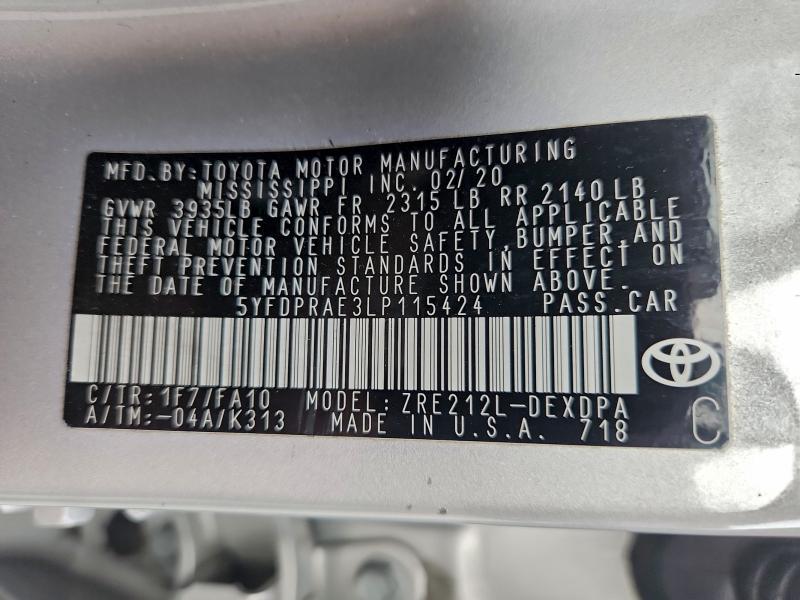 MFD. BY: TOYOTA MOTOR MANUFACTURING
MISSISSIPPI INC. 02/20
GVWR 3935LB GAWR FR 2315 LB RR 2140 LB
THIS VEHICLE CONFORMS TO ALL APPLICABLE
FEDERAL MOTOR VEHICLE SAFETY, BUMPER, AND
THEFT PREVENTION STANDARDS IN EFFECT ON
THE DATE OF MANUFACTURE SHOWN ABOVE.
5YFDPRAE3LP115424 PASS. CAR
C/TR: 1F7/FA10 MODEL: ZRE212L-DEXDPA
A/TM: -04A/K313 MADE IN U.S.A. 718 C